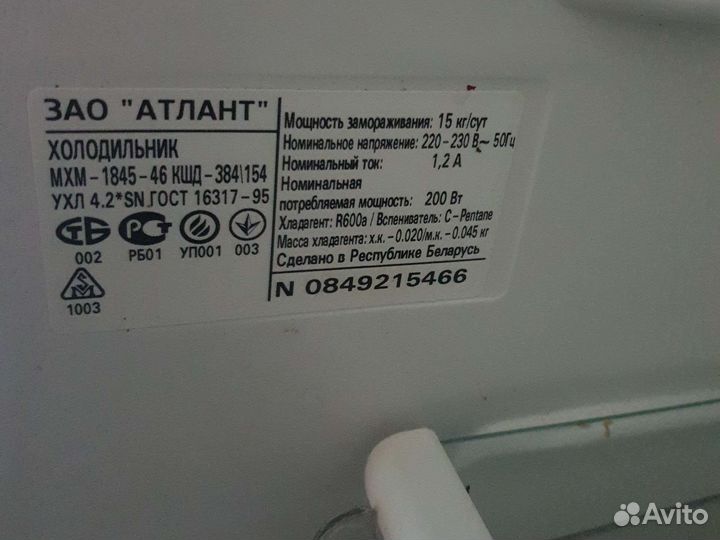 ЗАО "АТЛАНТ"
ХОЛОДИЛЬНИК
МХМ-1845-46 КШД-384\154
УХЛ 4.2*SN ГОСТ 16317-95
002 РБ01 УП001 003
1003
Мощность замораживания: 15 кг/сут
Номинальное напряжение: 220-230 В~ 50Гц
Номинальный ток: 1,2 А
Номинальная
потребляемая мощность: 200 Вт
Хладагент: R600a / Вспениватель: C-Pentane
Масса хладагента: х.к. - 0.020/м.к. - 0.045 кг
Сделано в Республике Беларусь
N 0849215466
Avito